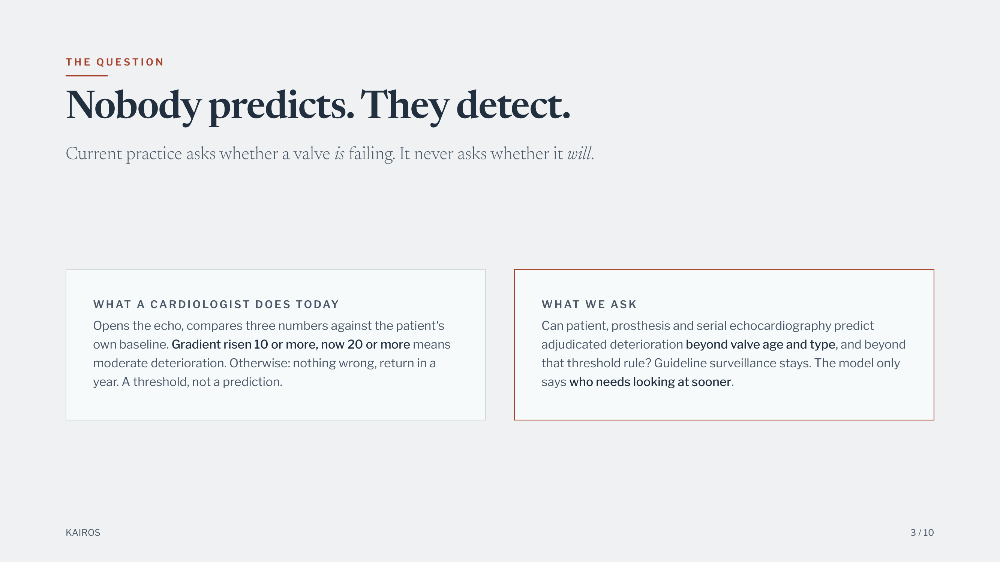 THE QUESTION
Nobody predicts. They detect.
Current practice asks whether a valve is failing. It never asks whether it will.
WHAT A CARDIOLOGIST DOES TODAY
Opens the echo, compares three numbers against the patient's
own baseline. Gradient risen 10 or more, now 20 or more means
moderate deterioration. Otherwise: nothing wrong, return in a
year. A threshold, not a prediction.
WHAT WE ASK
Can patient, prosthesis and serial echocardiography predict
adjudicated deterioration beyond valve age and type, and beyond
that threshold rule? Guideline surveillance stays. The model only
says who needs looking at sooner.
KAIROS
3 / 10